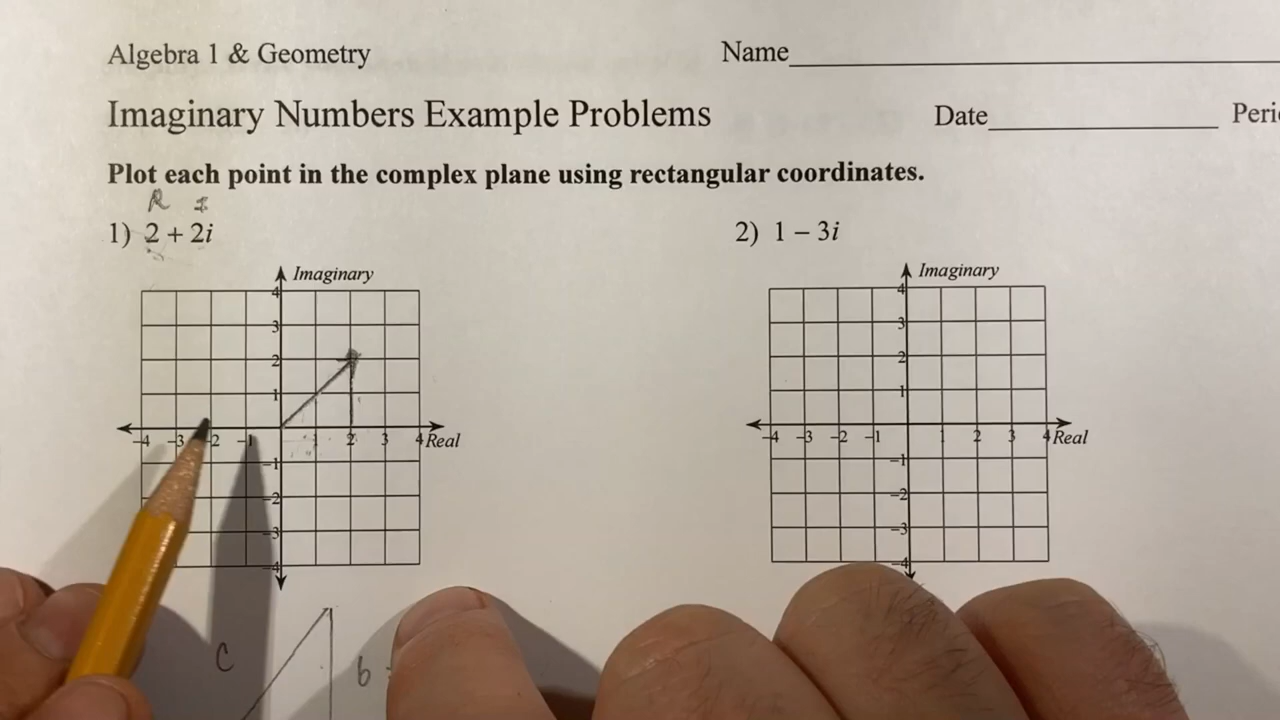 Algebra 1 & Geometry
Name
Imaginary Numbers Example Problems
Date Peri
Plot each point in the complex plane using rectangular coordinates.
R I
1) 2 + 2i
2) 1 − 3i
Imaginary
4
3
2
1
−4 −3 −2 −1 1 2 3 4 Real
−1
−2
−3
−4
Imaginary
4
3
2
1
−4 −3 −2 −1 1 2 3 4 Real
−1
−2
−3
−4
C
b